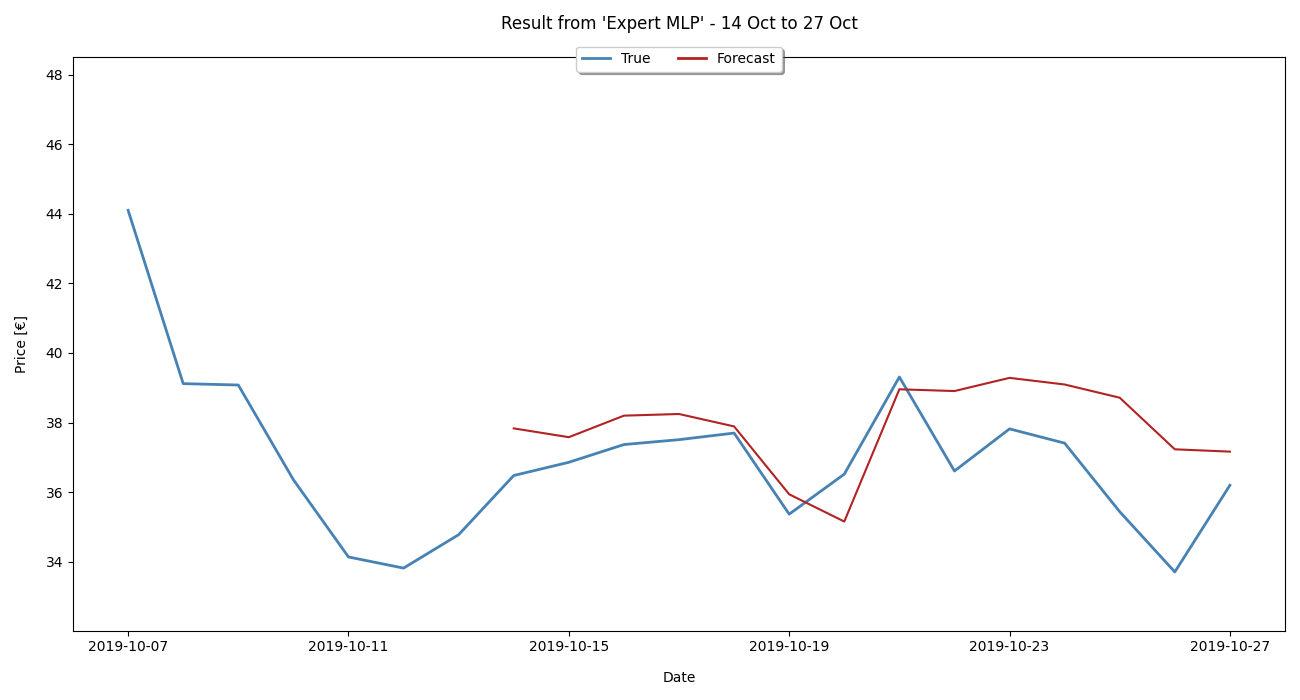 Result from 'Expert MLP' - 14 Oct to 27 Oct
True Forecast
48
46
44
42
40
38
36
34
Price [€]
2019-10-07 2019-10-11 2019-10-15 2019-10-19 2019-10-23 2019-10-27
Date